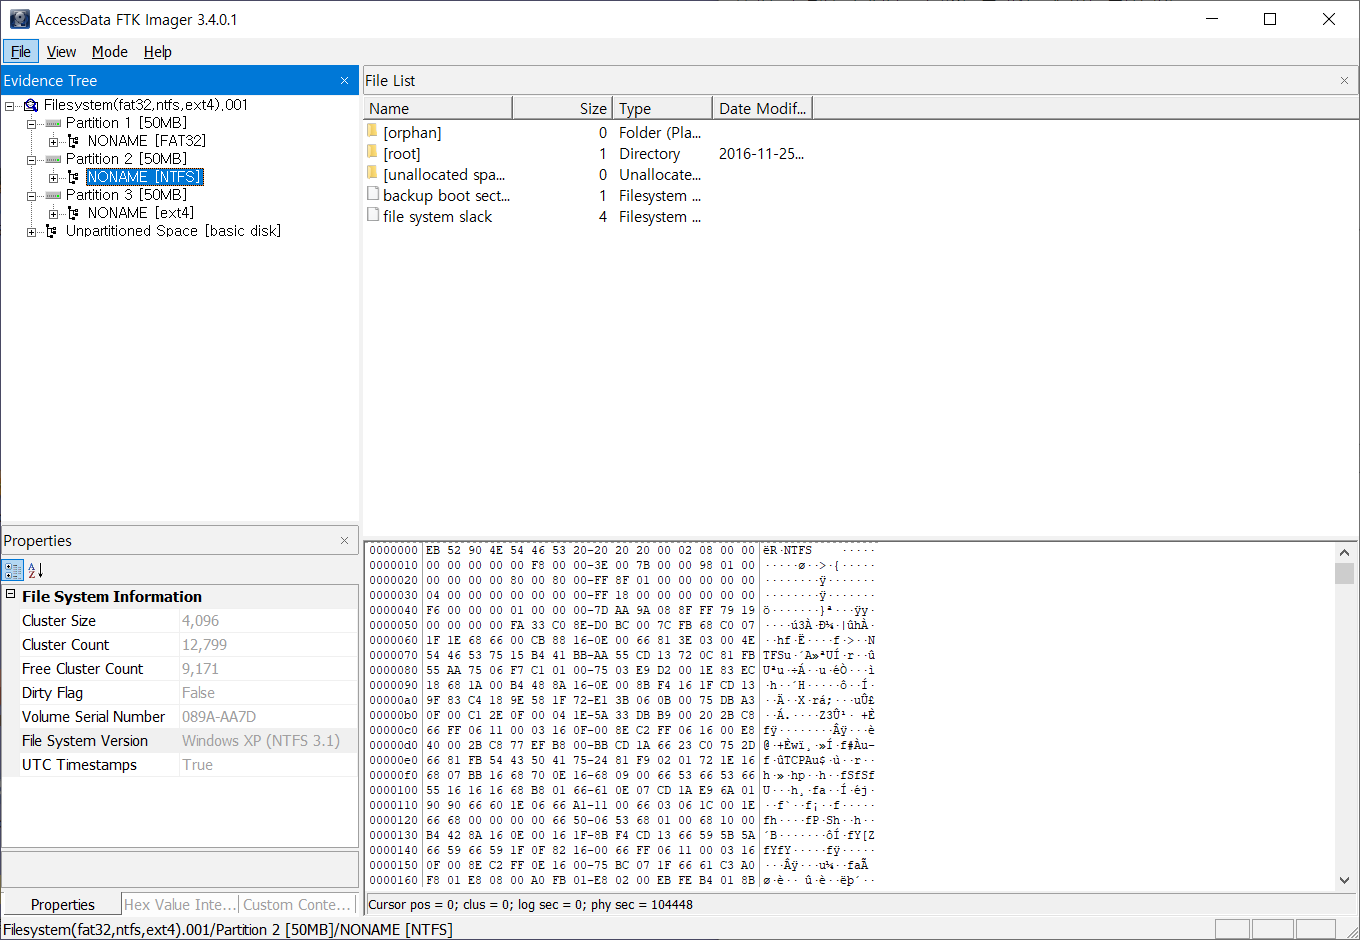 AccessData FTK Imager 3.4.0.1
File View Mode Help
Evidence Tree
Filesystem(fat32,ntfs,ext4),001
Partition 1 [50MB]
NONAME [FAT32]
Partition 2 [50MB]
NONAME [NTFS]
Partition 3 [50MB]
NONAME [ext4]
Unpartitioned Space [basic disk]
File List
Name Size Type Date Modif...
[orphan] 0 Folder (Pla...
[root] 1 Directory 2016-11-25...
[unallocated spa... 0 Unallocate...
backup boot sect... 1 Filesystem ...
file system slack 4 Filesystem ...
Properties
File System Information
Cluster Size 4,096
Cluster Count 12,799
Free Cluster Count 9,171
Dirty Flag False
Volume Serial Number 089A-AA7D
File System Version Windows XP (NTFS 3.1)
UTC Timestamps True
Properties Hex Value Inte... Custom Conte...
0000000 EB 52 90 4E 54 46 53 20-20 20 20 00 02 08 00 00 ëR·NTFS ·····
0000010 00 00 00 00 00 F8 00 00-3E 00 7B 00 00 98 01 00 ·····ø··>·{·····
0000020 00 00 00 00 80 00 80 00-FF 8F 01 00 00 00 00 00 ········ÿ·······
0000030 04 00 00 00 00 00 00 00-FF 18 00 00 00 00 00 00 ········ÿ·······
0000040 F6 00 00 00 01 00 00 00-7D AA 9A 08 8F FF 79 19 ö·······}ª···ÿy·
0000050 00 00 00 00 FA 33 C0 8E-D0 BC 00 7C FB 68 C0 07 ····ú3À·Ð¼·|ûhÀ·
0000060 1F 1E 68 66 00 CB 88 16-0E 00 66 81 3E 03 00 4E ··hf·Ë····f·>··N
0000070 54 46 53 75 15 B4 41 BB-AA 55 CD 13 72 0C 81 FB TFSu·´A»ªUÍ·r··û
0000080 55 AA 75 06 F7 C1 01 00-75 03 E9 D2 00 1E 83 EC Uªu·÷Á··u·éÒ···ì
0000090 18 68 1A 00 B4 48 8A 16-0E 00 8B F4 16 1F CD 13 ·h··´H·····ô··Í·
00000a0 9F 83 C4 18 9E 58 1F 72-E1 3B 06 0B 00 75 DB A3 ··Ä··X·rá;···uÛ£
00000b0 0F 00 C1 2E 0F 00 04 1E-5A 33 DB B9 00 20 2B C8 ··Á.····Z3Û¹· +È
00000c0 66 FF 06 11 00 03 16 0F-00 8E C2 FF 06 16 00 E8 fÿ········Âÿ···è
00000d0 40 00 2B C8 77 EF B8 00-BB CD 1A 66 23 C0 75 2D @·+Èwï¸·»Í·f#Àu-
00000e0 66 81 FB 54 43 50 41 75-24 81 F9 02 01 72 1E 16 f·ûTCPAu$·ù··r··
00000f0 68 07 BB 16 68 70 0E 16-68 09 00 66 53 66 53 66 h·»·hp··h··fSfSf
0000100 55 16 16 16 68 B8 01 66-61 0E 07 CD 1A E9 6A 01 U···h¸·fa··Í·éj·
0000110 90 90 66 60 1E 06 66 A1-11 00 66 03 06 1C 00 1E ··f`··f¡··f·····
0000120 66 68 00 00 00 00 66 50-06 53 68 01 00 68 10 00 fh····fP·Sh··h··
0000130 B4 42 8A 16 0E 00 16 1F-8B F4 CD 13 66 59 5B 5A ´B·······ôÍ·fY[Z
0000140 66 59 66 59 1F 0F 82 16-00 66 FF 06 11 00 03 16 fYfY·····fÿ·····
0000150 0F 00 8E C2 FF 0E 16 00-75 BC 07 1F 66 61 C3 A0 ···Âÿ···u¼··faÃ
0000160 F8 01 E8 08 00 A0 FB 01-E8 02 00 EB FE B4 01 8B ø·è·· û·è··ëþ´··
Cursor pos = 0; clus = 0; log sec = 0; phy sec = 104448
Filesystem(fat32,ntfs,ext4).001/Partition 2 [50MB]/NONAME [NTFS]